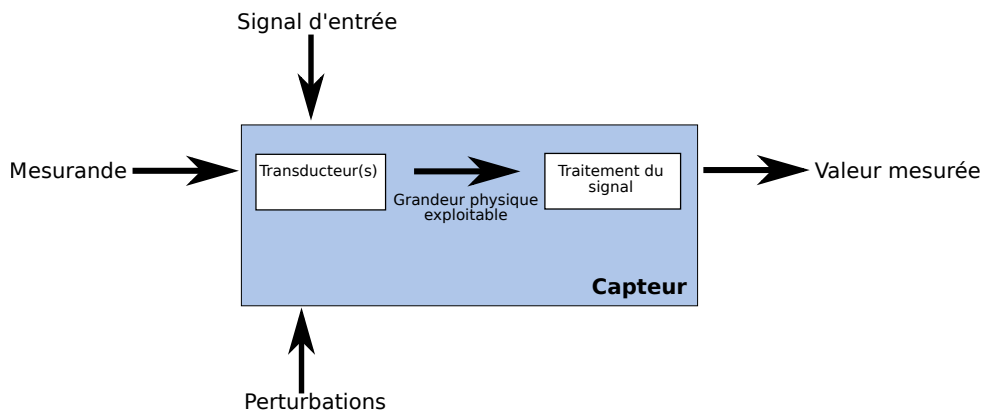 Signal d'entrée
Mesurande
Transducteur(s)
Grandeur physique
exploitable
Traitement du
signal
Valeur mesurée
Capteur
Perturbations